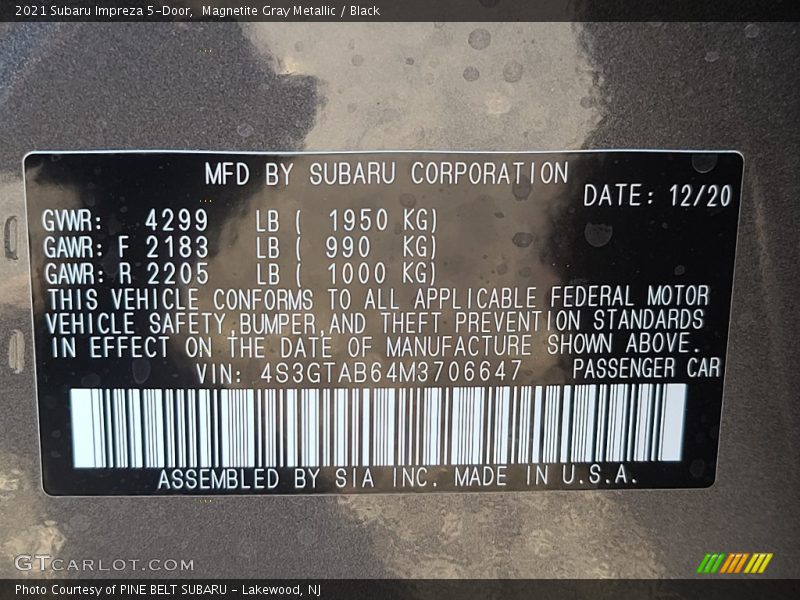 2021 Subaru Impreza 5-Door, Magnetite Gray Metallic / Black
MFD BY SUBARU CORPORATION
DATE: 12/20
GVWR: 4299 LB ( 1950 KG)
GAWR: F 2183 LB ( 990 KG)
GAWR: R 2205 LB ( 1000 KG)
THIS VEHICLE CONFORMS TO ALL APPLICABLE FEDERAL MOTOR
VEHICLE SAFETY,BUMPER,AND THEFT PREVENTION STANDARDS
IN EFFECT ON THE DATE OF MANUFACTURE SHOWN ABOVE.
VIN: 4S3GTAB64M3706647 PASSENGER CAR
ASSEMBLED BY SIA INC. MADE IN U.S.A.
GTCARLOT.COM
Photo Courtesy of PINE BELT SUBARU - Lakewood, NJ